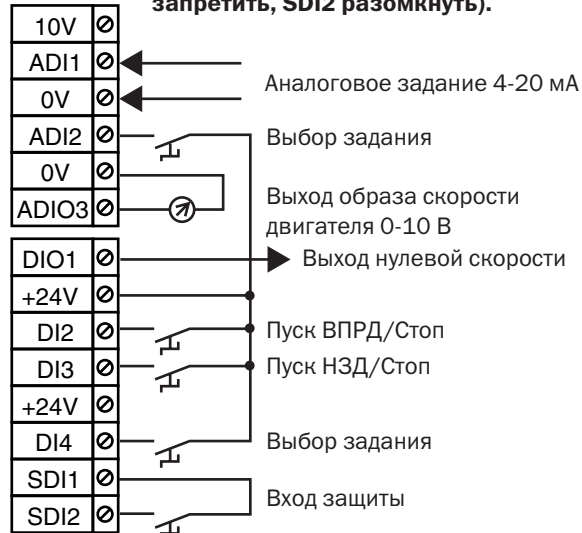 запретить, SDI2 разомкнуть).
10V
ADI1
0V
Аналоговое задание 4-20 мА
ADI2
Выбор задания
0V
ADIO3
Выход образа скорости
двигателя 0-10 В
DIO1
Выход нулевой скорости
+24V
DI2
Пуск ВПРД/Стоп
DI3
Пуск НЗД/Стоп
+24V
DI4
Выбор задания
SDI1
Вход защиты
SDI2